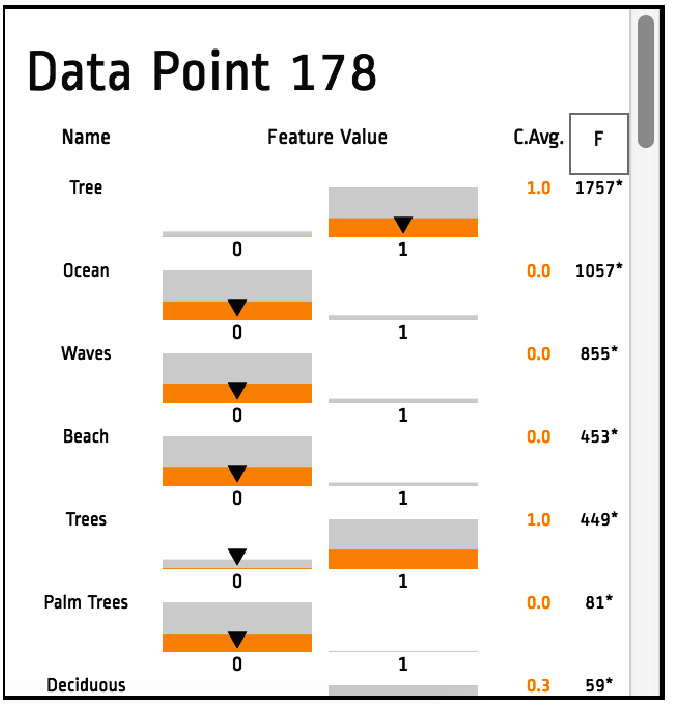 Data Point 178
Name Feature Value C.Avg. F
Tree 1.0 1757*
0 1
Ocean 0.0 1057*
0 1
Waves 0.0 855*
0 1
Beach 0.0 453*
0 1
Trees 1.0 449*
0 1
Palm Trees 0.0 81*
0 1
Deciduous 0.3 59*